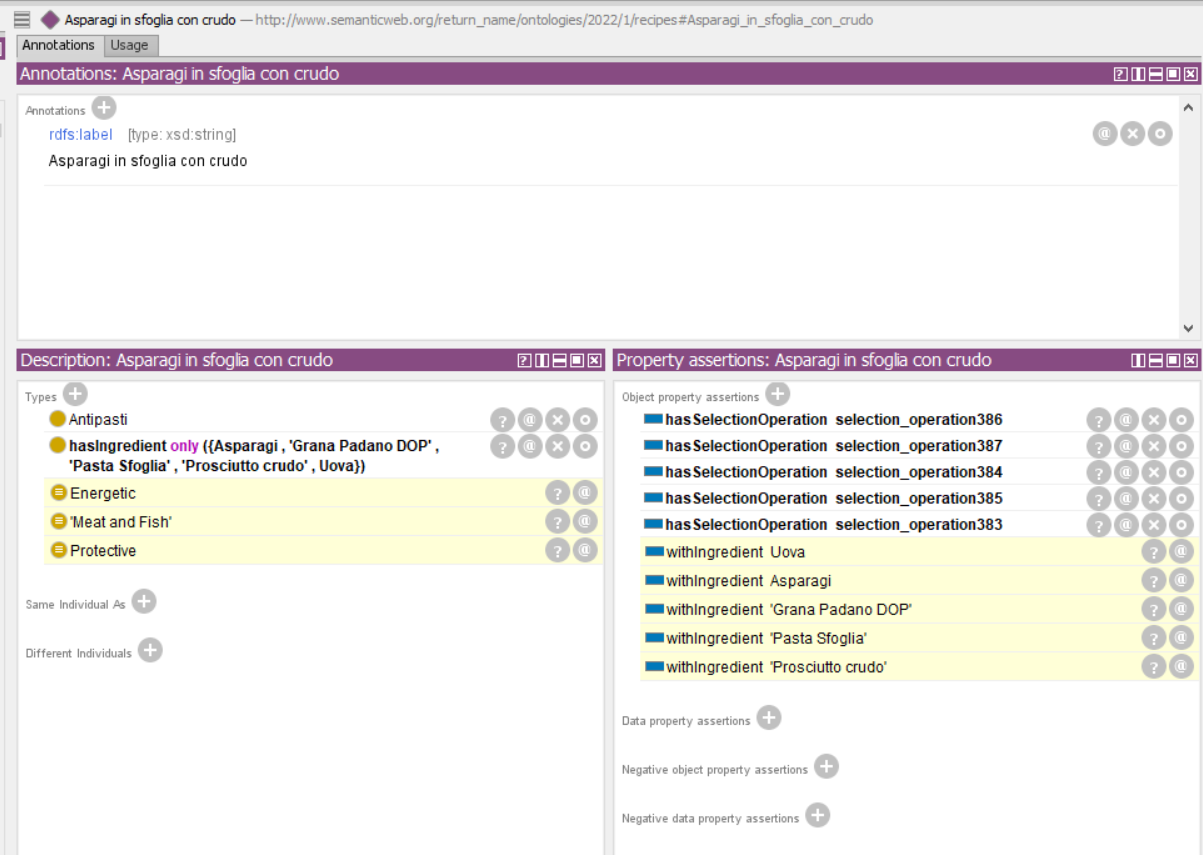 Asparagi in sfoglia con crudo — http://www.semanticweb.org/return_name/ontologies/2022/1/recipes#Asparagi_in_sfoglia_con_crudo
Annotations Usage
Annotations: Asparagi in sfoglia con crudo
Annotations
rdfs:label [type: xsd:string]
Asparagi in sfoglia con crudo
Description: Asparagi in sfoglia con crudo
Types
Antipasti
hasIngredient only ({Asparagi , 'Grana Padano DOP' ,
'Pasta Sfoglia' , 'Prosciutto crudo' , Uova})
Energetic
'Meat and Fish'
Protective
Same Individual As
Different Individuals
Property assertions: Asparagi in sfoglia con crudo
Object property assertions
hasSelectionOperation selection_operation386
hasSelectionOperation selection_operation387
hasSelectionOperation selection_operation384
hasSelectionOperation selection_operation385
hasSelectionOperation selection_operation383
withIngredient Uova
withIngredient Asparagi
withIngredient 'Grana Padano DOP'
withIngredient 'Pasta Sfoglia'
withIngredient 'Prosciutto crudo'
Data property assertions
Negative object property assertions
Negative data property assertions